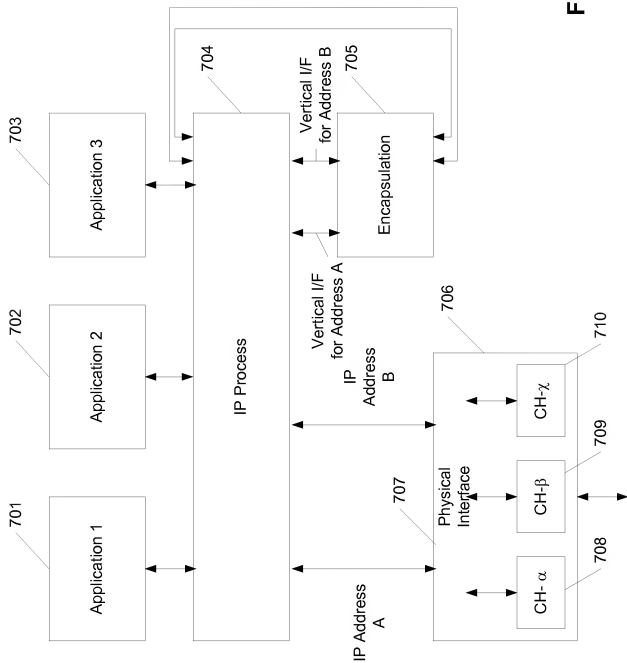 701
Application 1
702
Application 2
703
Application 3
704
IP Process
IP Address
A
IP
Address
B
Vertical I/F
for Address A
Vertical I/F
for Address B
705
Encapsulation
706
707
Physical
Interface
CH- α
708
CH-β
709
CH-χ
710
F